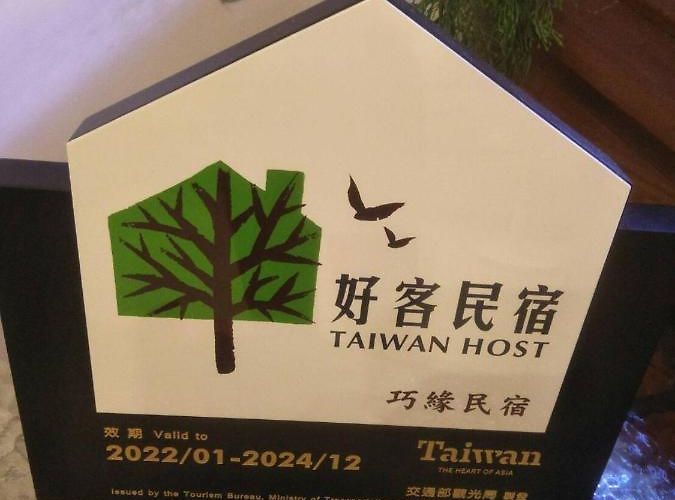 好客民宿
TAIWAN HOST
巧緣民宿
效期 Valid to
2022/01-2024/12
Taiwan
THE HEART OF ASIA
Issued by the Tourism Bureau, Ministry of
交通部觀光局